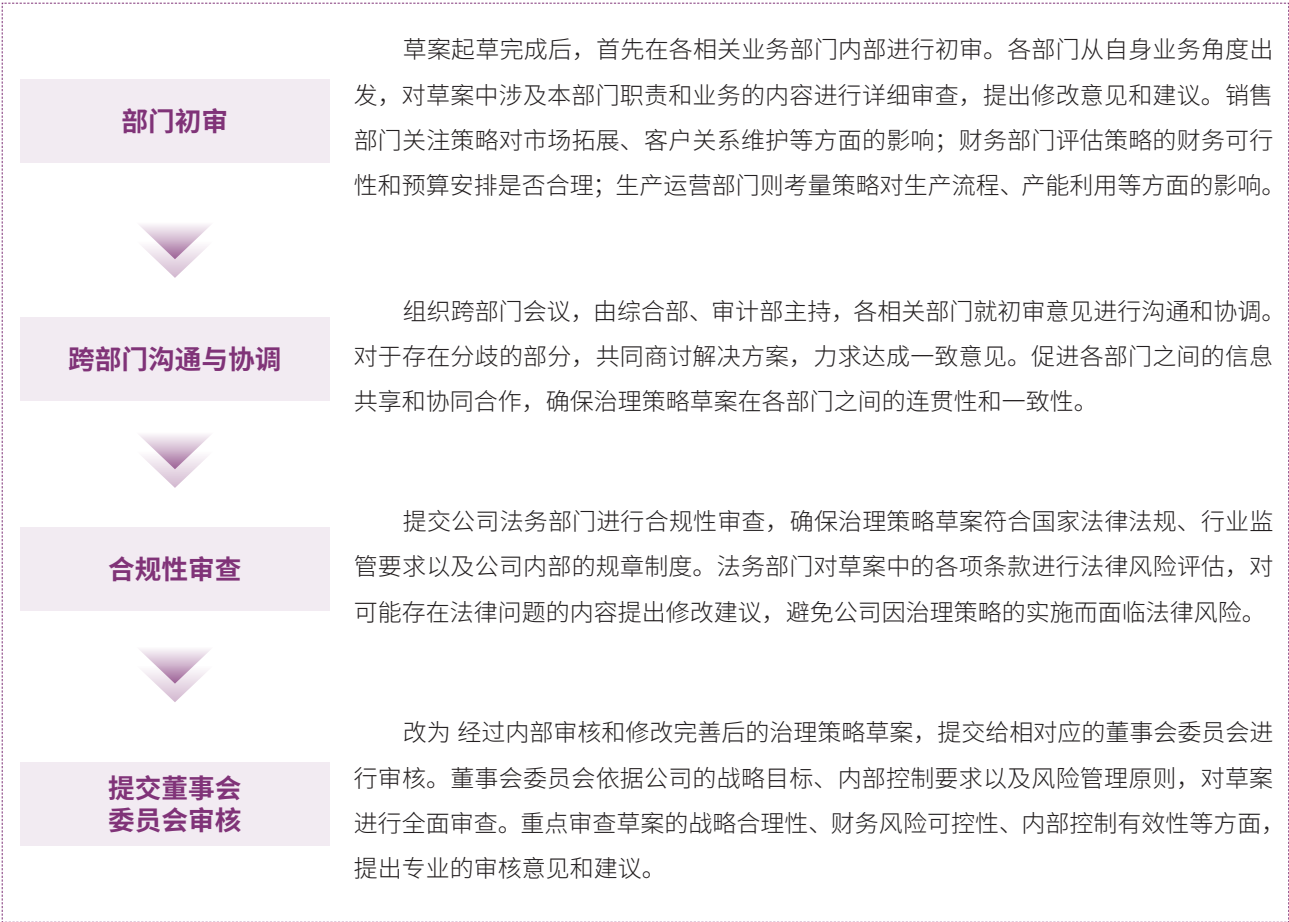 部门初审
草案起草完成后，首先在各相关业务部门内部进行初审。各部门从自身业务角度出
发，对草案中涉及本部门职责和业务的内容进行详细审查，提出修改意见和建议。销售
部门关注策略对市场拓展、客户关系维护等方面的影响；财务部门评估策略的财务可行
性和预算安排是否合理；生产运营部门则考量策略对生产流程、产能利用等方面的影响。
跨部门沟通与协调
组织跨部门会议，由综合部、审计部主持，各相关部门就初审意见进行沟通和协调。
对于存在分歧的部分，共同商讨解决方案，力求达成一致意见。促进各部门之间的信息
共享和协同合作，确保治理策略草案在各部门之间的连贯性和一致性。
合规性审查
提交公司法务部门进行合规性审查，确保治理策略草案符合国家法律法规、行业监
管要求以及公司内部的规章制度。法务部门对草案中的各项条款进行法律风险评估，对
可能存在法律问题的内容提出修改建议，避免公司因治理策略的实施而面临法律风险。
提交董事会
委员会审核
改为 经过内部审核和修改完善后的治理策略草案，提交给相对应的董事会委员会进
行审核。董事会委员会依据公司的战略目标、内部控制要求以及风险管理原则，对草案
进行全面审查。重点审查草案的战略合理性、财务风险可控性、内部控制有效性等方面，
提出专业的审核意见和建议。